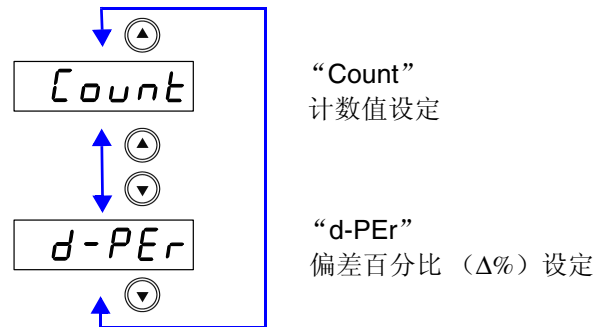 Count
“Count”
计数值设定
d-PEr
“d-PEr”
偏差百分比 （Δ%）设定